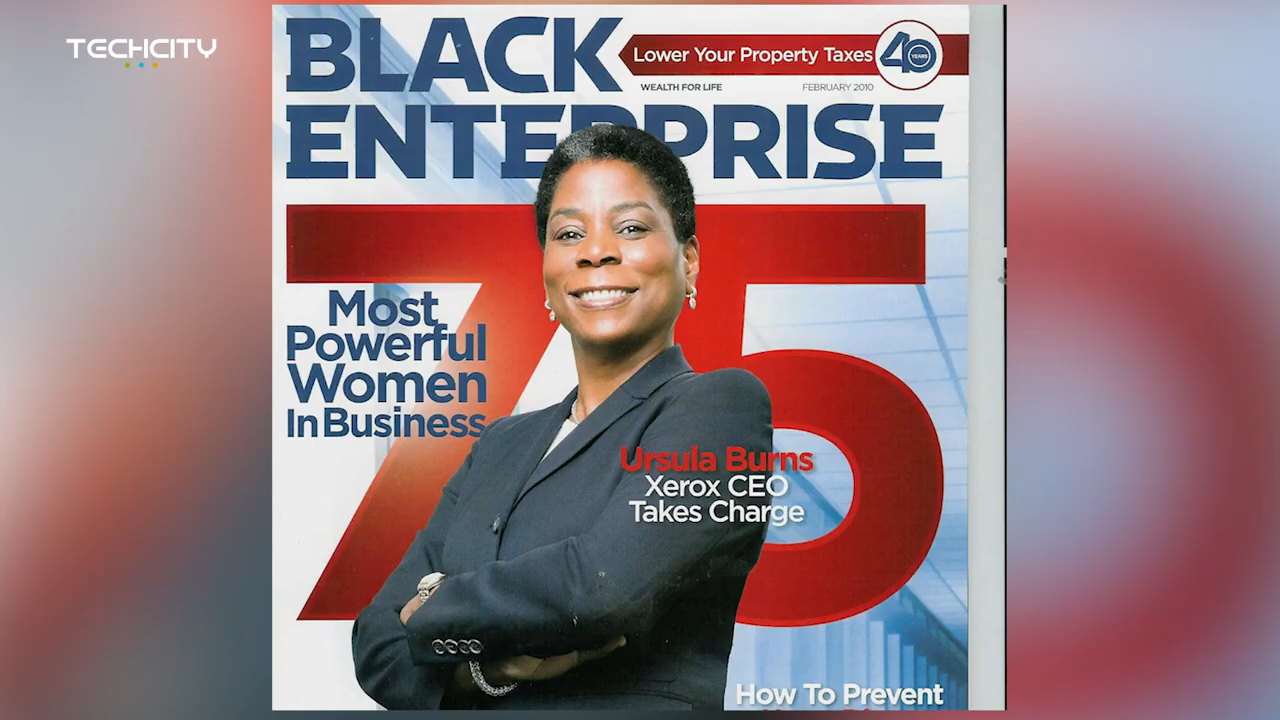 TECHCITY
BLACK
ENTERPRISE
Lower Your Property Taxes
40
YEARS
WEALTH FOR LIFE
FEBRUARY 2010
75
Most
Powerful
Women
In Business
Ursula Burns
Xerox CEO
Takes Charge
How To Prevent